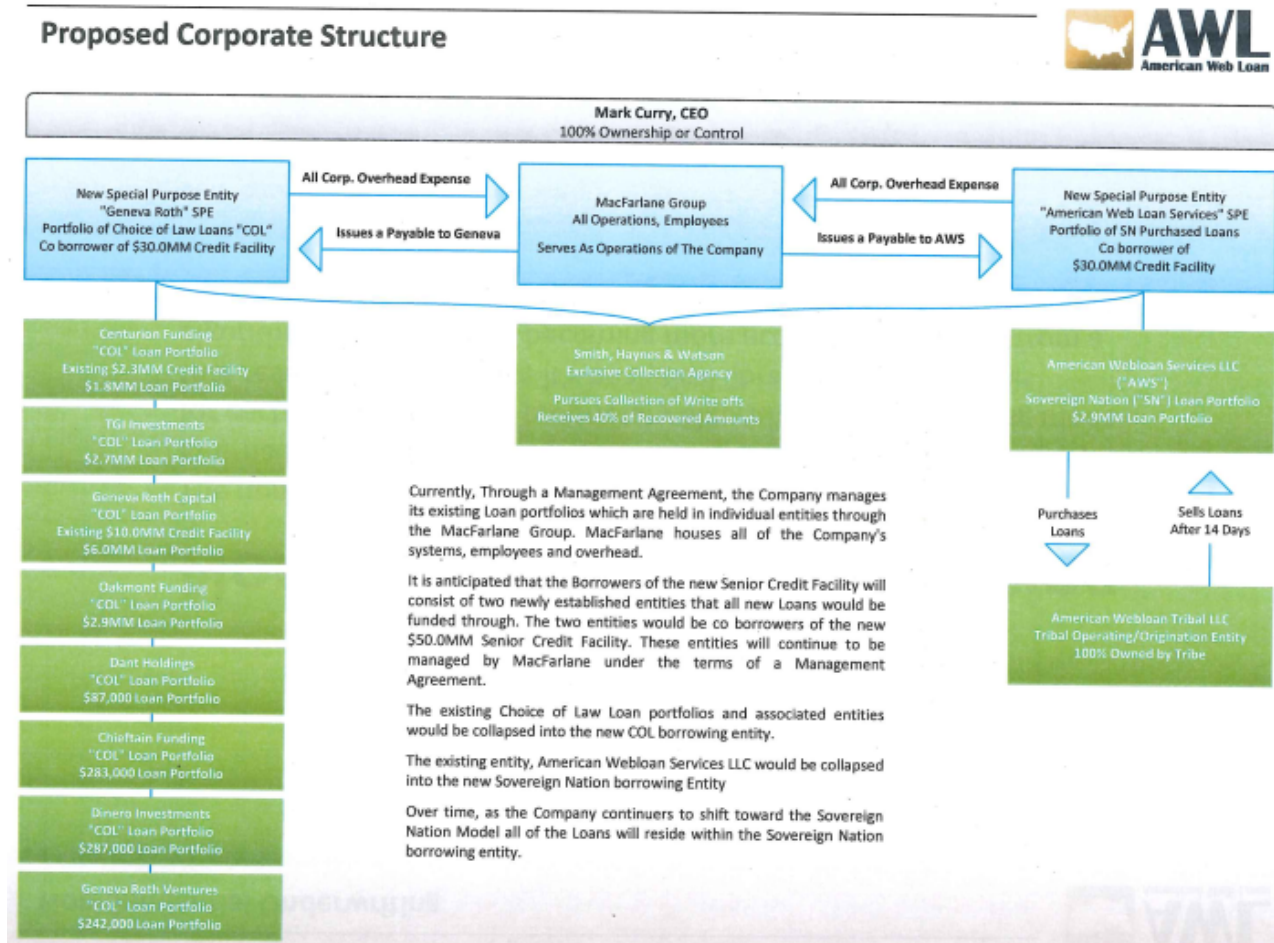 Proposed Corporate Structure
AWL
American Web Loan
Mark Curry, CEO
100% Ownership or Control
New Special Purpose Entity
"Geneva Roth" SPE
Portfolio of Choice of Law Loans "COL"
Co borrower of $30.0MM Credit Facility
All Corp. Overhead Expense
Issues a Payable to Geneva
MacFarlane Group
All Operations, Employees
Serves As Operations of The Company
All Corp. Overhead Expense
Issues a Payable to AWS
New Special Purpose Entity
"American Web Loan Services" SPE
Portfolio of SN Purchased Loans
Co borrower of
$30.0MM Credit Facility
Centurion Funding
"COL" Loan Portfolio
Existing $2.3MM Credit Facility
$1.8MM Loan Portfolio
TGI Investments
"COL" Loan Portfolio
$2.7MM Loan Portfolio
Geneva Roth Capital
"COL" Loan Portfolio
Existing $10.0MM Credit Facility
$6.0MM Loan Portfolio
Oakmont Funding
"COL" Loan Portfolio
$2.9MM Loan Portfolio
Dant Holdings
"COL" Loan Portfolio
$87,000 Loan Portfolio
Chieftain Funding
"COL" Loan Portfolio
$283,000 Loan Portfolio
Dinero Investments
"COL" Loan Portfolio
$287,000 Loan Portfolio
Geneva Roth Ventures
"COL" Loan Portfolio
$242,000 Loan Portfolio
Smith, Haynes & Watson
Exclusive Collection Agency
Pursues Collection of Write offs
Receives 40% of Recovered Amounts
American Webloan Services LLC
("AWS")
Sovereign Nation ("SN") Loan Portfolio
$2.9MM Loan Portfolio
Purchases
Loans
Sells Loans
After 14 Days
American Webloan Tribal LLC
Tribal Operating/Origination Entity
100% Owned by Tribe
Currently, Through a Management Agreement, the Company manages
its existing Loan portfolios which are held in individual entities through
the MacFarlane Group. MacFarlane houses all of the Company's
systems, employees and overhead.
It is anticipated that the Borrowers of the new Senior Credit Facility will
consist of two newly established entities that all new Loans would be
funded through. The two entities would be co borrowers of the new
$50.0MM Senior Credit Facility. These entities will continue to be
managed by MacFarlane under the terms of a Management
Agreement.
The existing Choice of Law Loan portfolios and associated entities
would be collapsed into the new COL borrowing entity.
The existing entity, American Webloan Services LLC would be collapsed
into the new Sovereign Nation borrowing Entity
Over time, as the Company continuers to shift toward the Sovereign
Nation Model all of the Loans will reside within the Sovereign Nation
borrowing entity.